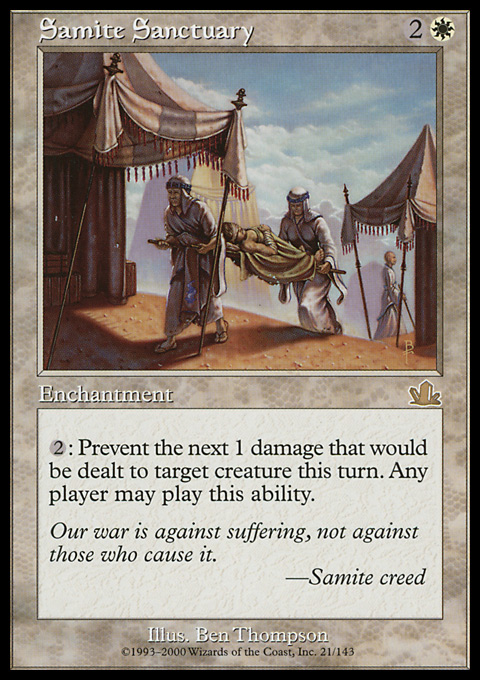 Samite Sanctuary 2
Enchantment
2: Prevent the next 1 damage that would
be dealt to target creature this turn. Any
player may play this ability.
Our war is against suffering, not against
those who cause it.
—Samite creed
Illus. Ben Thompson
©1993–2000 Wizards of the Coast, Inc. 21/143